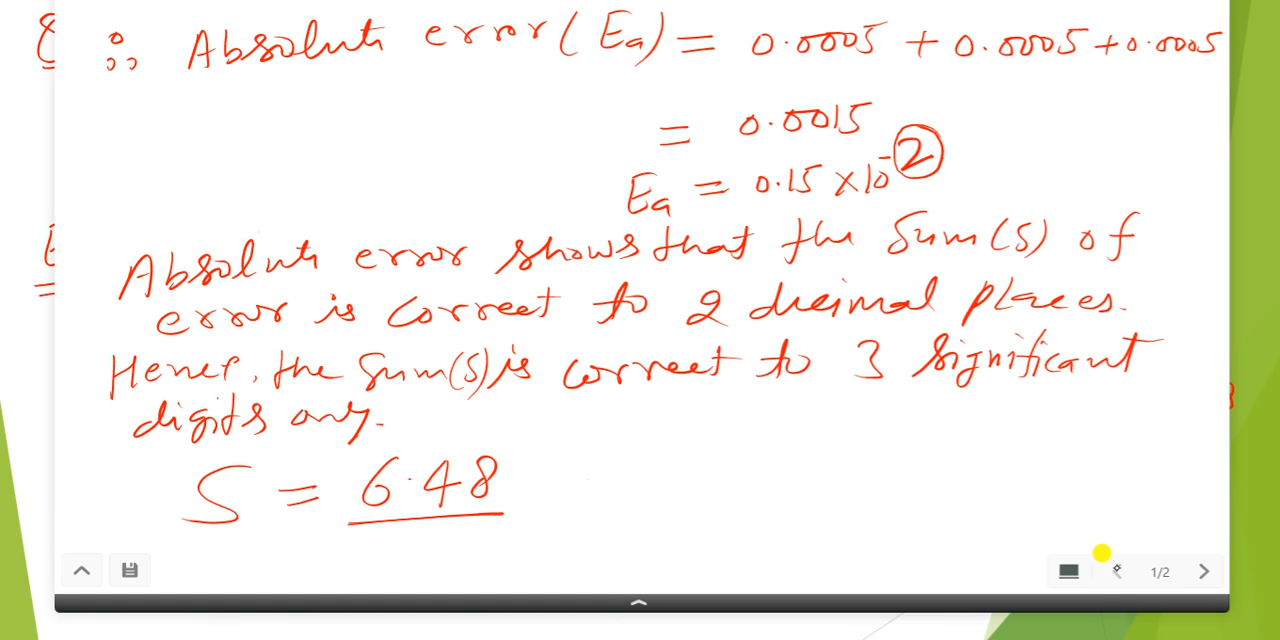 ∴ Absolute error (Ea) = 0.0005 + 0.0005 + 0.0005
= 0.0015
Ea = 0.15 × 10⁻²
Absolute error shows that the Sum(S) of
error is correct to 2 decimal places.
Hence, the Sum(S) is correct to 3 significant
digits only.
S = 6.48
1/2